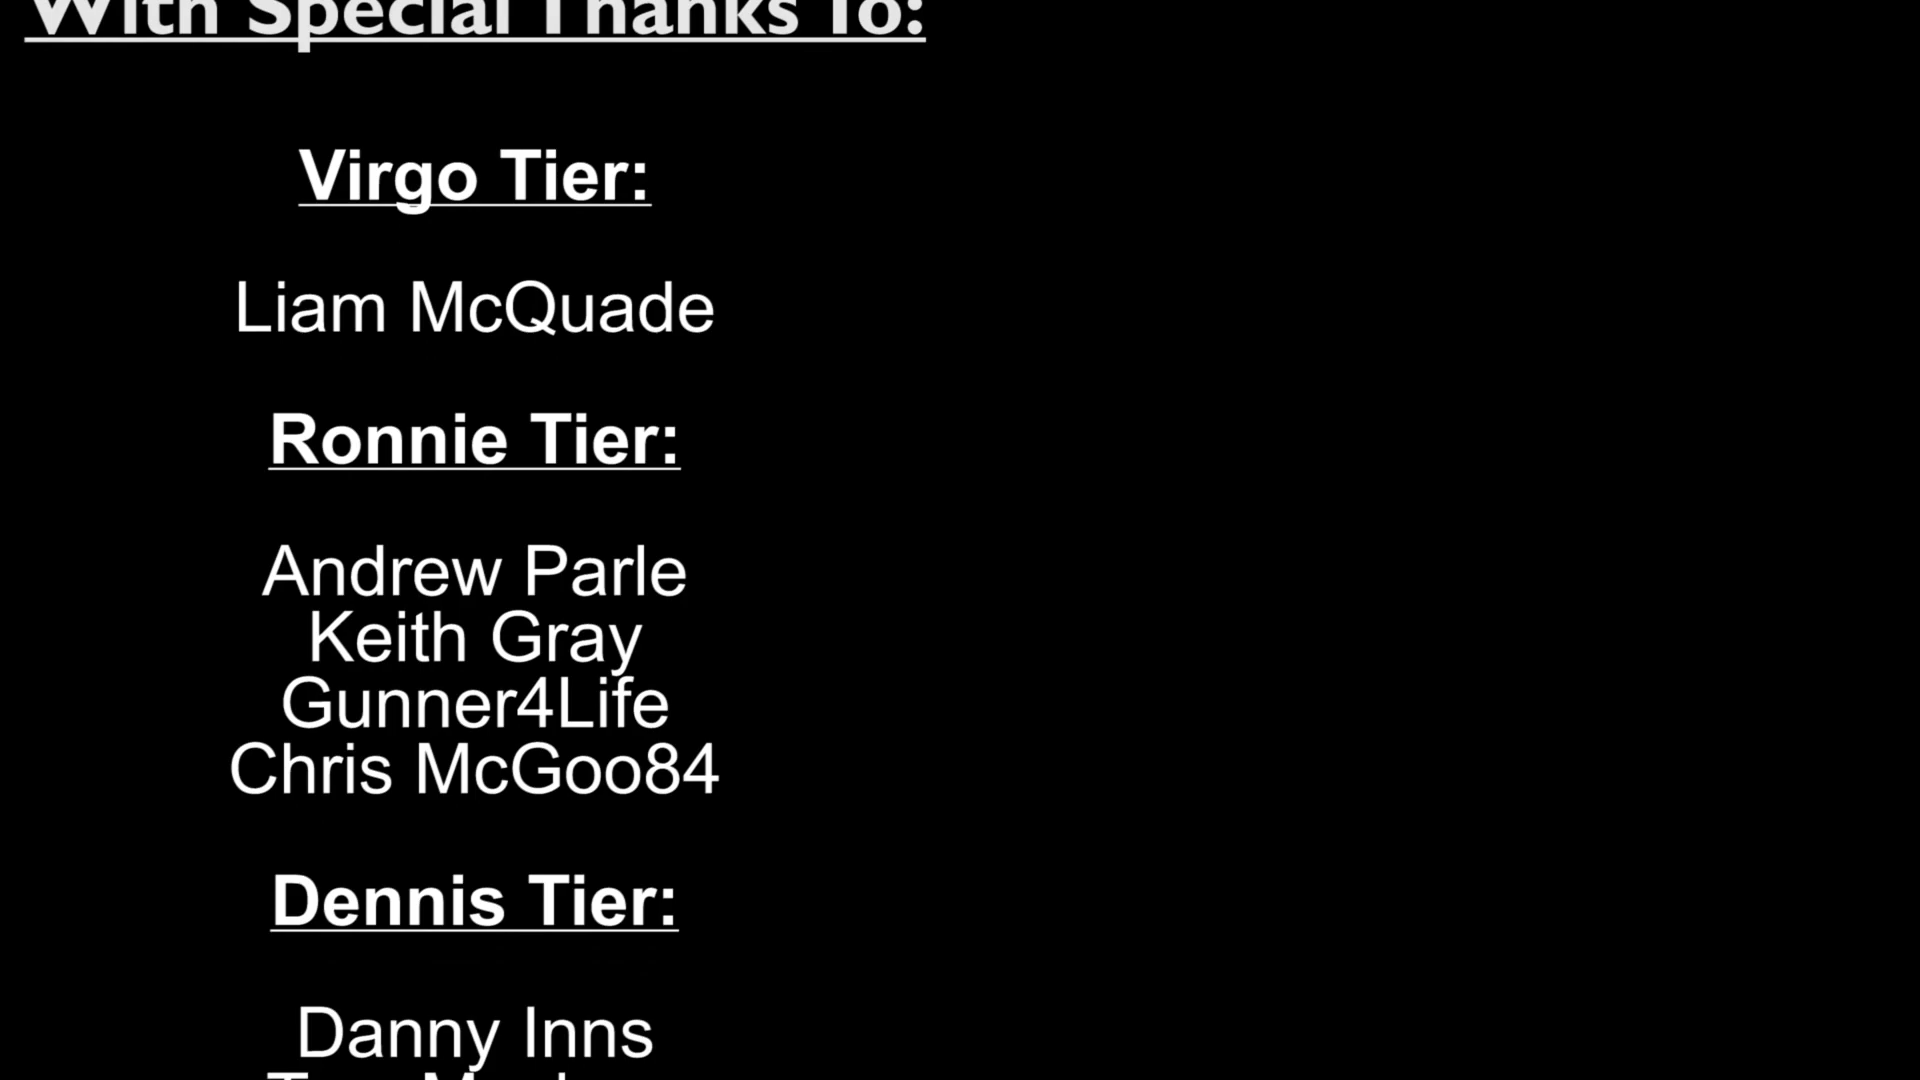 With Special Thanks To:
Virgo Tier:
Liam McQuade
Ronnie Tier:
Andrew Parle
Keith Gray
Gunner4Life
Chris McGoo84
Dennis Tier:
Danny Inns